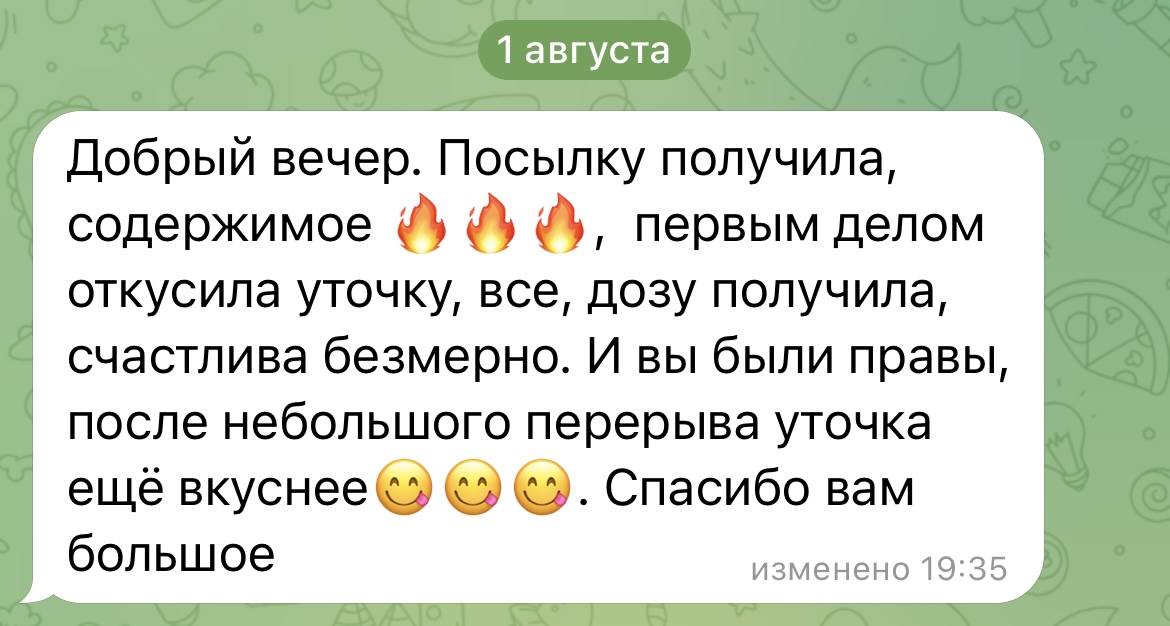 1 августа
Добрый вечер. Посылку получила,
содержимое 🔥🔥🔥,  первым делом
откусила уточку, все, дозу получила,
счастлива безмерно. И вы были правы,
после небольшого перерыва уточка
ещё вкуснее😋😋😋. Спасибо вам
большое
изменено 19:35